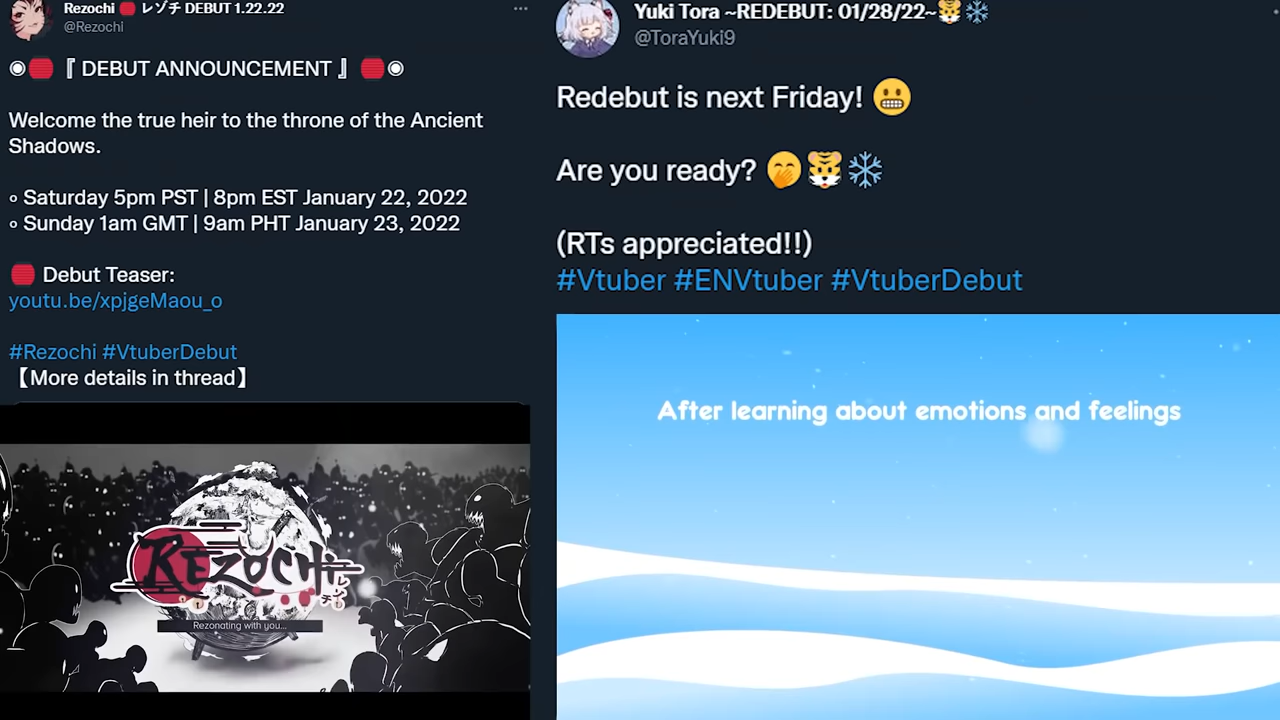 Rezochi 🏮 レゾチ DEBUT 1.22.22
@Rezochi
◉🏮『 DEBUT ANNOUNCEMENT 』🏮◉
Welcome the true heir to the throne of the Ancient
Shadows.
∘ Saturday 5pm PST | 8pm EST January 22, 2022
∘ Sunday 1am GMT | 9am PHT January 23, 2022
🏮 Debut Teaser:
youtu.be/xpjgeMaou_o
#Rezochi #VtuberDebut
【More details in thread】
REZOCHi
レゾチ
Rezonating with you...
Yuki Tora ~REDEBUT: 01/28/22~🐯❄️
@ToraYuki9
Redebut is next Friday! 😬
Are you ready? 🤭🐯❄️
(RTs appreciated!!)
#Vtuber #ENVtuber #VtuberDebut
After learning about emotions and feelings